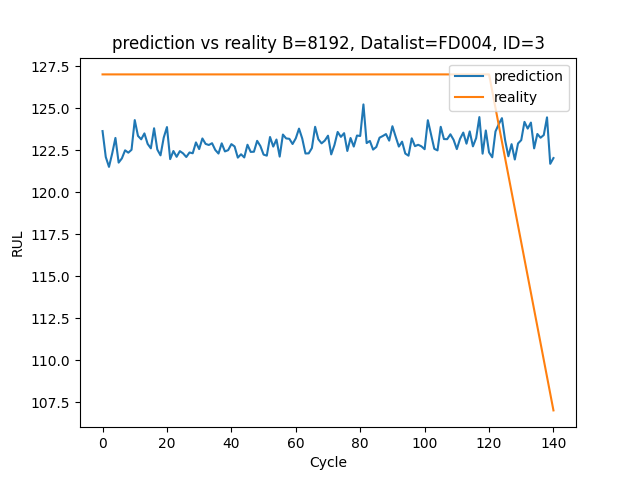 prediction vs reality B=8192, Datalist=FD004, ID=3
127.5
125.0
122.5
120.0
117.5
115.0
112.5
110.0
107.5
RUL
prediction
reality
0 20 40 60 80 100 120 140
Cycle